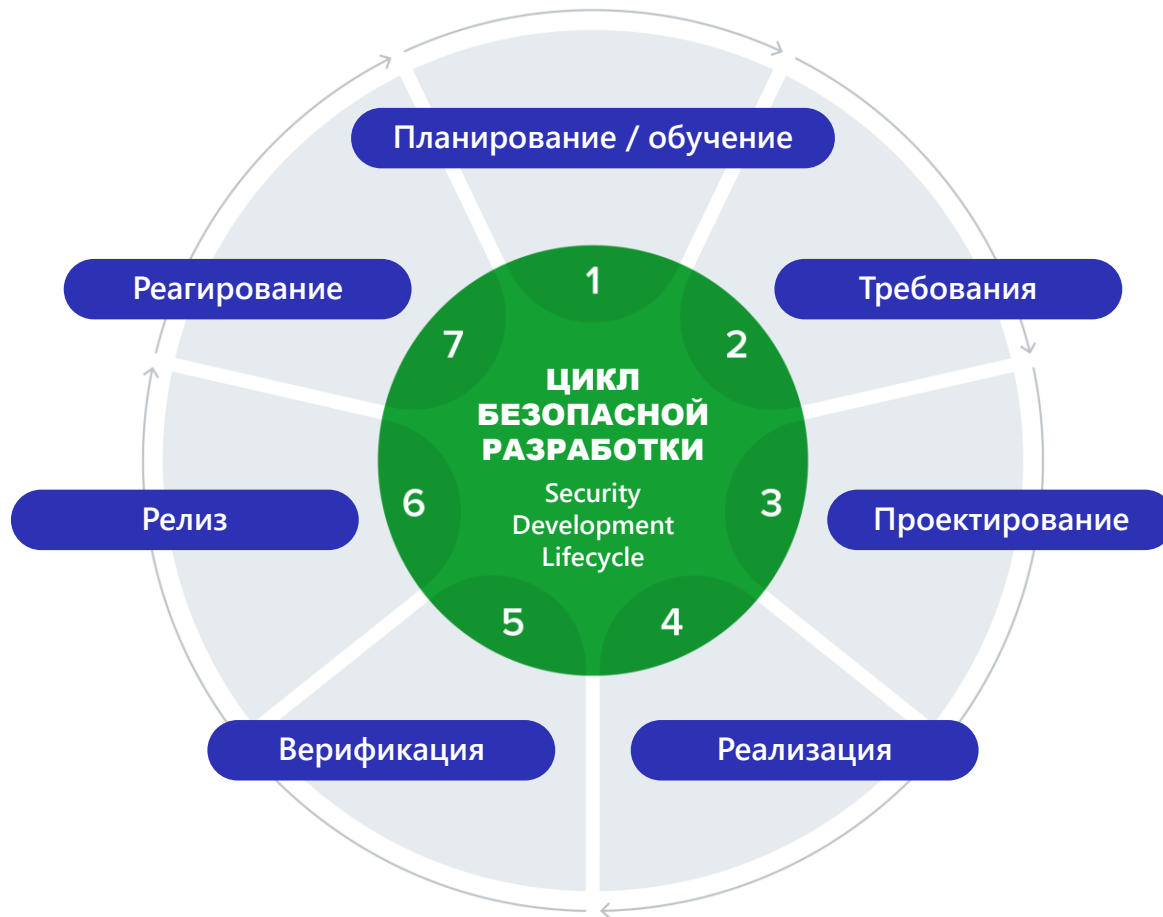 Планирование / обучение
1
Реагирование
Требования
7
2
ЦИКЛ
БЕЗОПАСНОЙ
РАЗРАБОТКИ
Security
Development
Lifecycle
Релиз
6
3
Проектирование
5
4
Верификация
Реализация